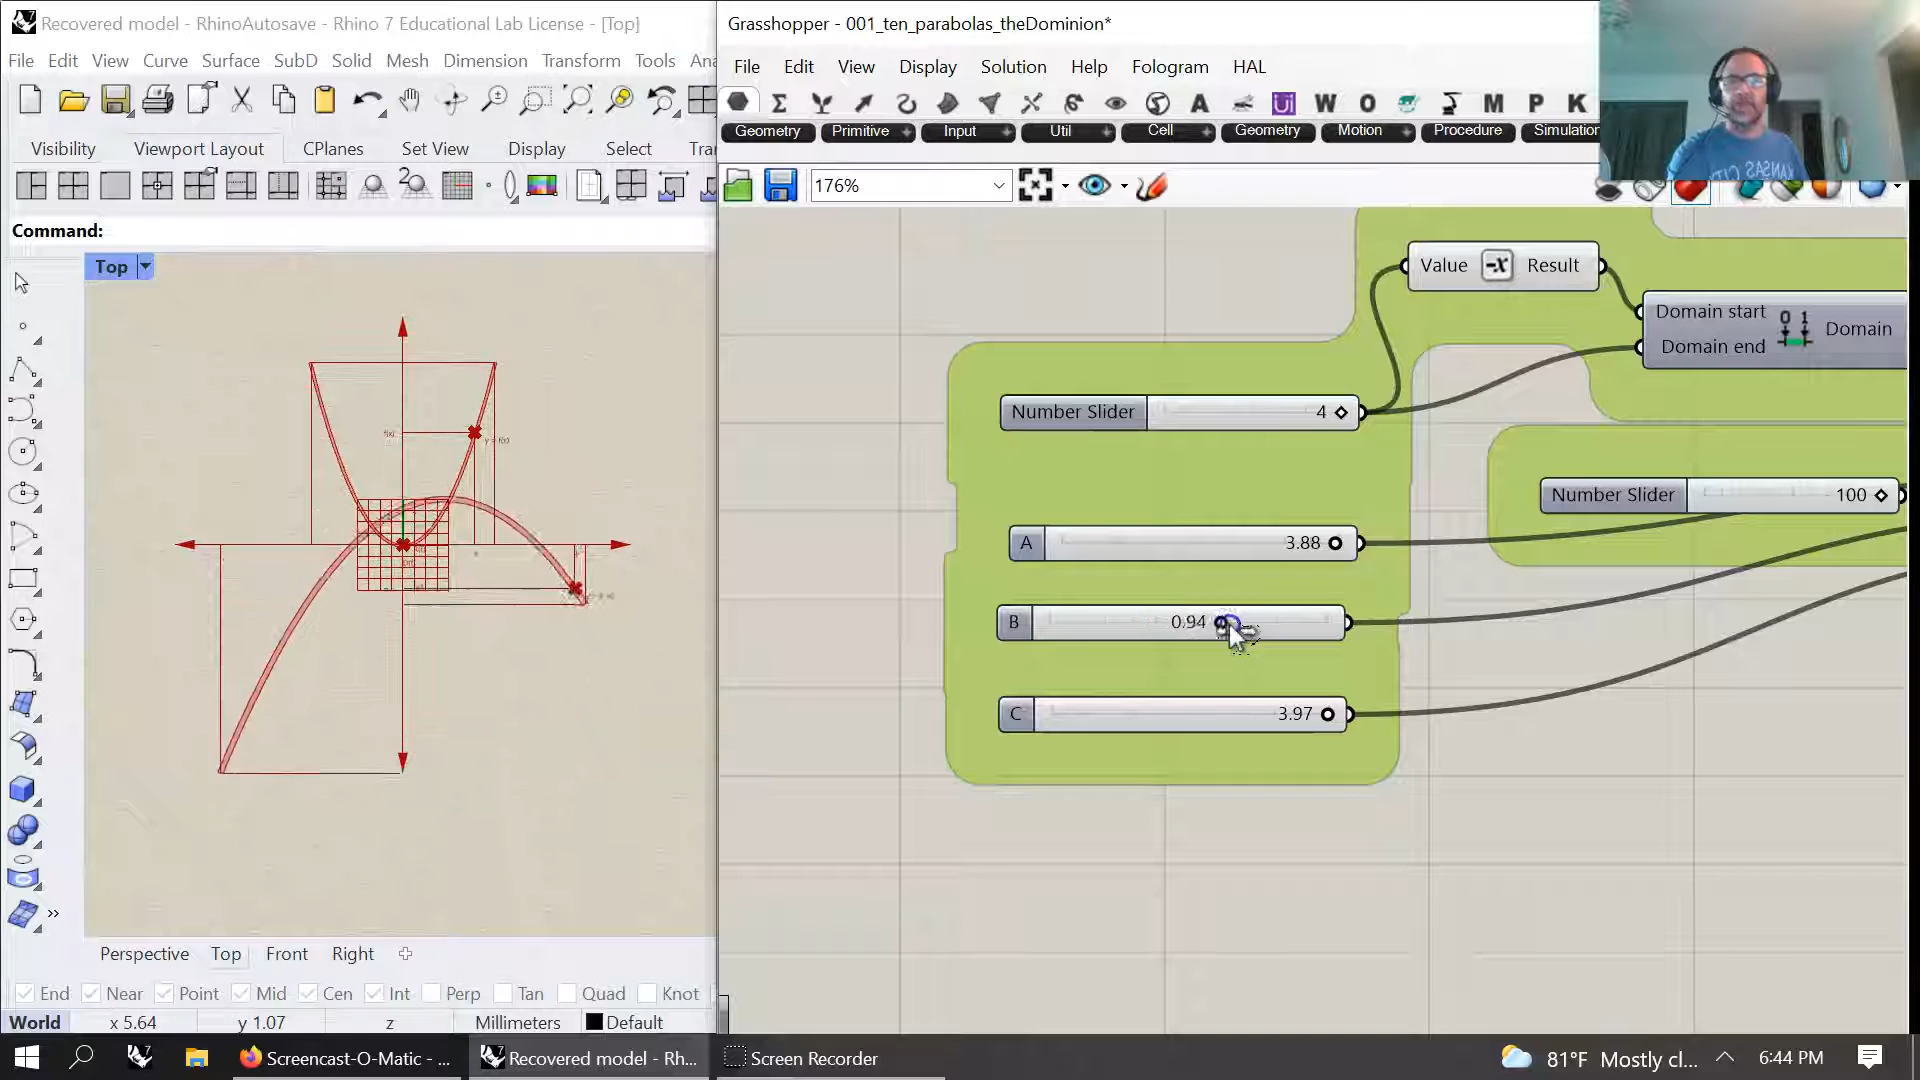 Recovered model - RhinoAutosave - Rhino 7 Educational Lab License - [Top]
File Edit View Curve Surface SubD Solid Mesh Dimension Transform Tools
Visibility Viewport Layout CPlanes Set View Display Select
Command:
Top
y = f(x)
Perspective Top Front Right
End Near Point Mid Cen Int Perp Tan Quad Knot
World x 5.64 y 1.07 z Millimeters Default
Grasshopper - 001_ten_parabolas_theDominion*
File Edit View Display Solution Help Fologram HAL
Geometry Primitive Input Util Cell Geometry Motion Procedure Simulation
176%
KANSAS CITY
Value -x Result
Domain start
Domain end
0 1
Domain
Number Slider 4
Number Slider 100
A 3.88
B 0.94
C 3.97
Screencast-O-Matic - ... Recovered model - Rh... Screen Recorder 81°F Mostly cl... 6:44 PM